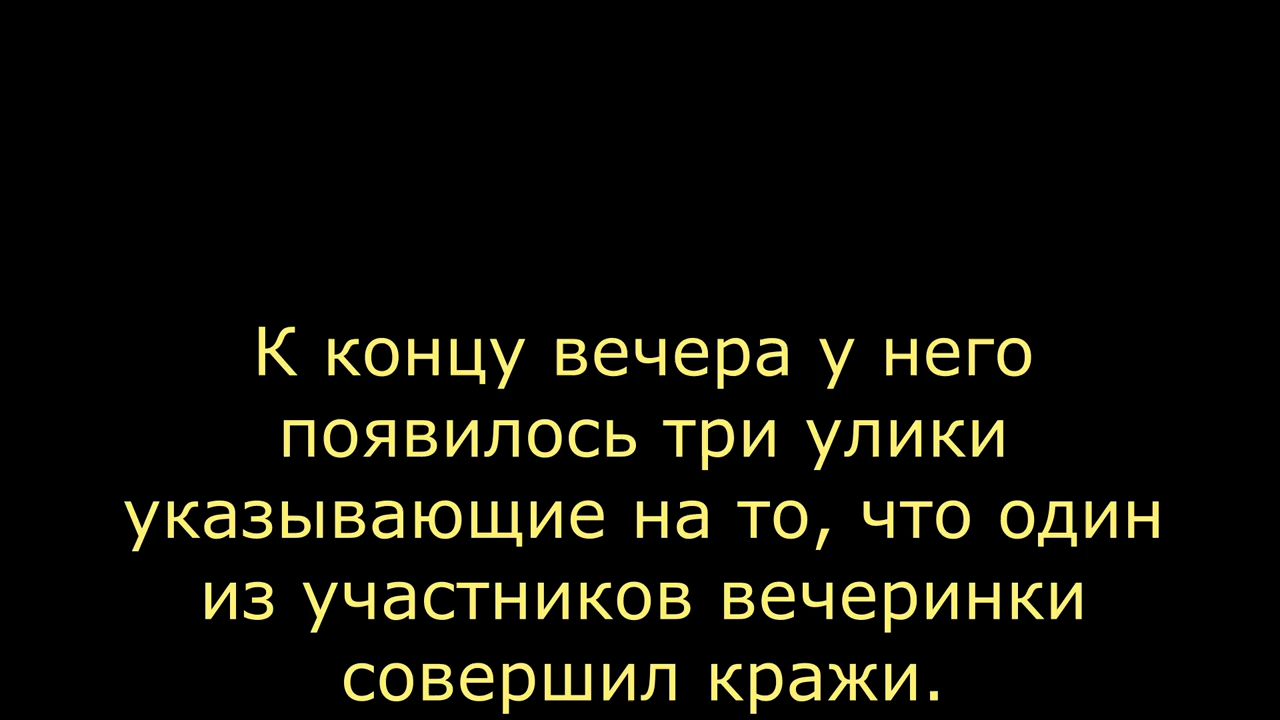 К концу вечера у него
появилось три улики
указывающие на то, что один
из участников вечеринки
совершил кражи.